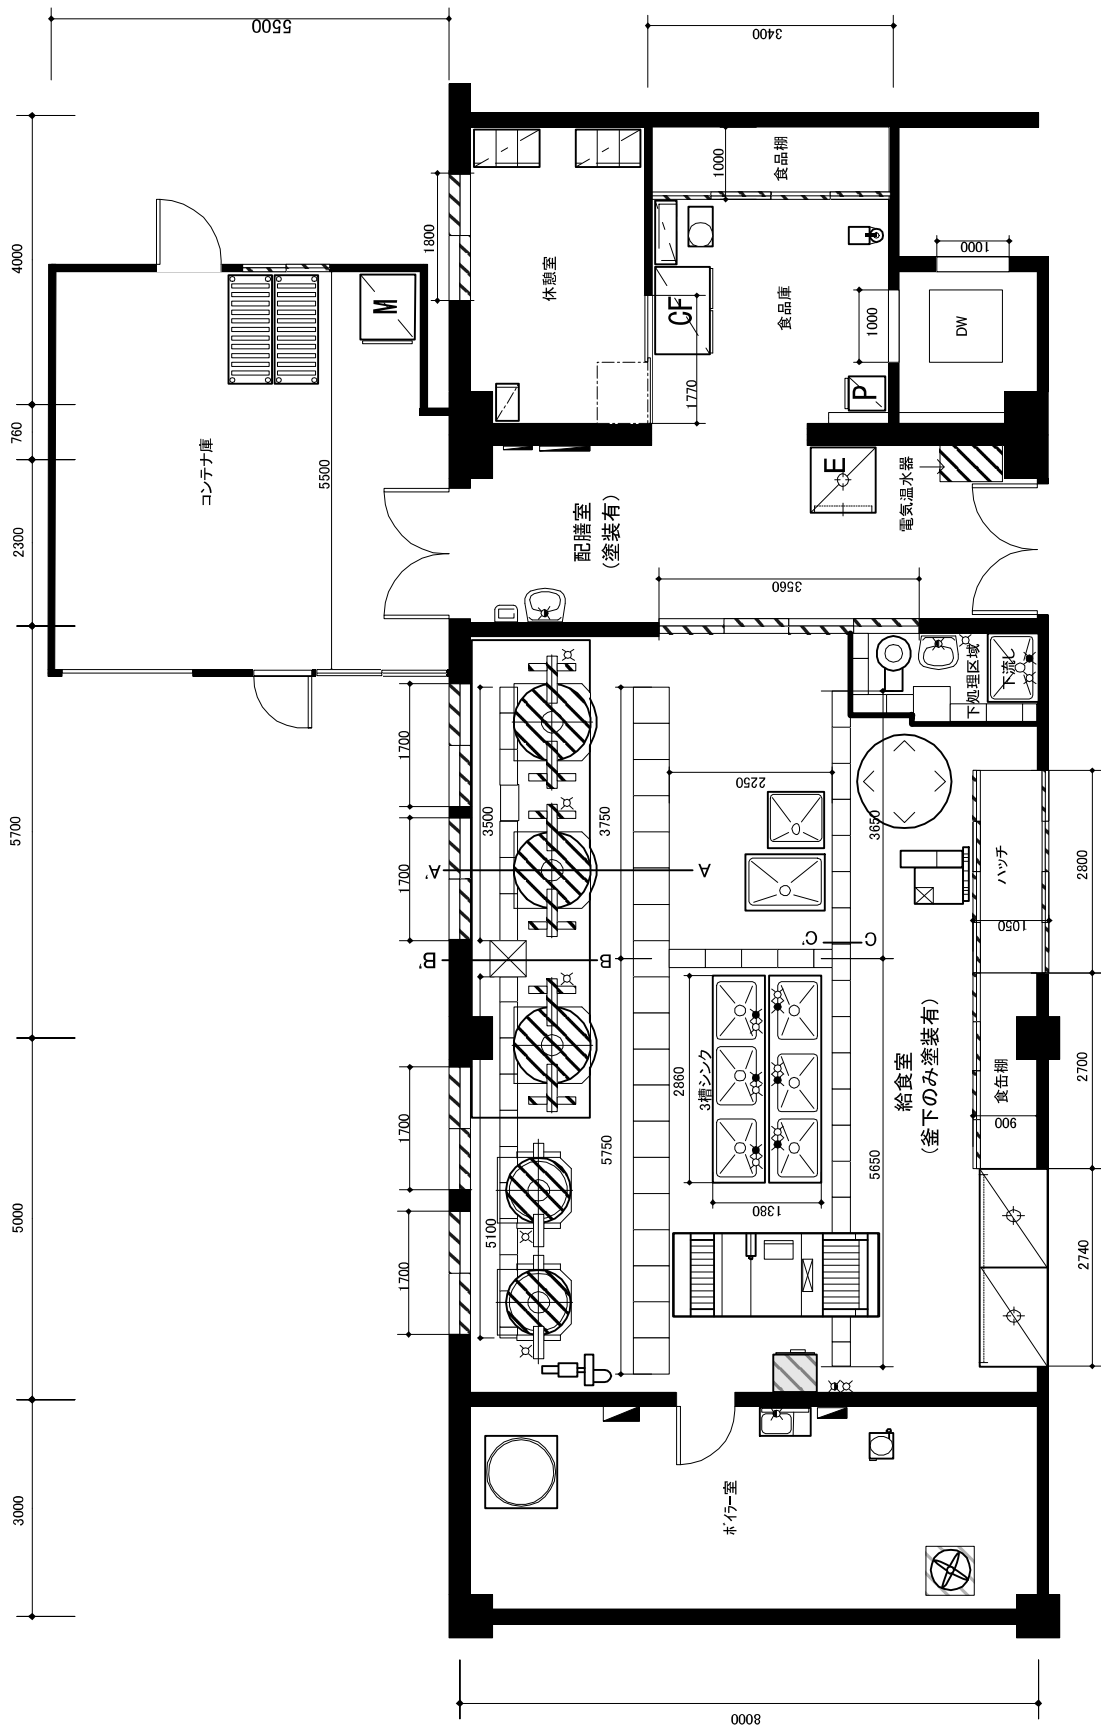 5500
3400
4000
760
2300
5700
5000
3000
8000
1800
1000
食品棚
休憩室
M
CF
食品庫
1000
1000
DW
1770
P
コンテナ庫
5500
E
電気温水器
配膳室
(塗装有)
3560
下処理区域
下流し
1700
3500
3750
2250
3650
1700
A'
A
ハッチ
2800
1050
B'
B
C'
C
2860
3槽シンク
給食室
(釜下のみ塗装有)
食缶棚
2700
900
1700
5750
5650
1380
5100
1700
2740
ボイラー室